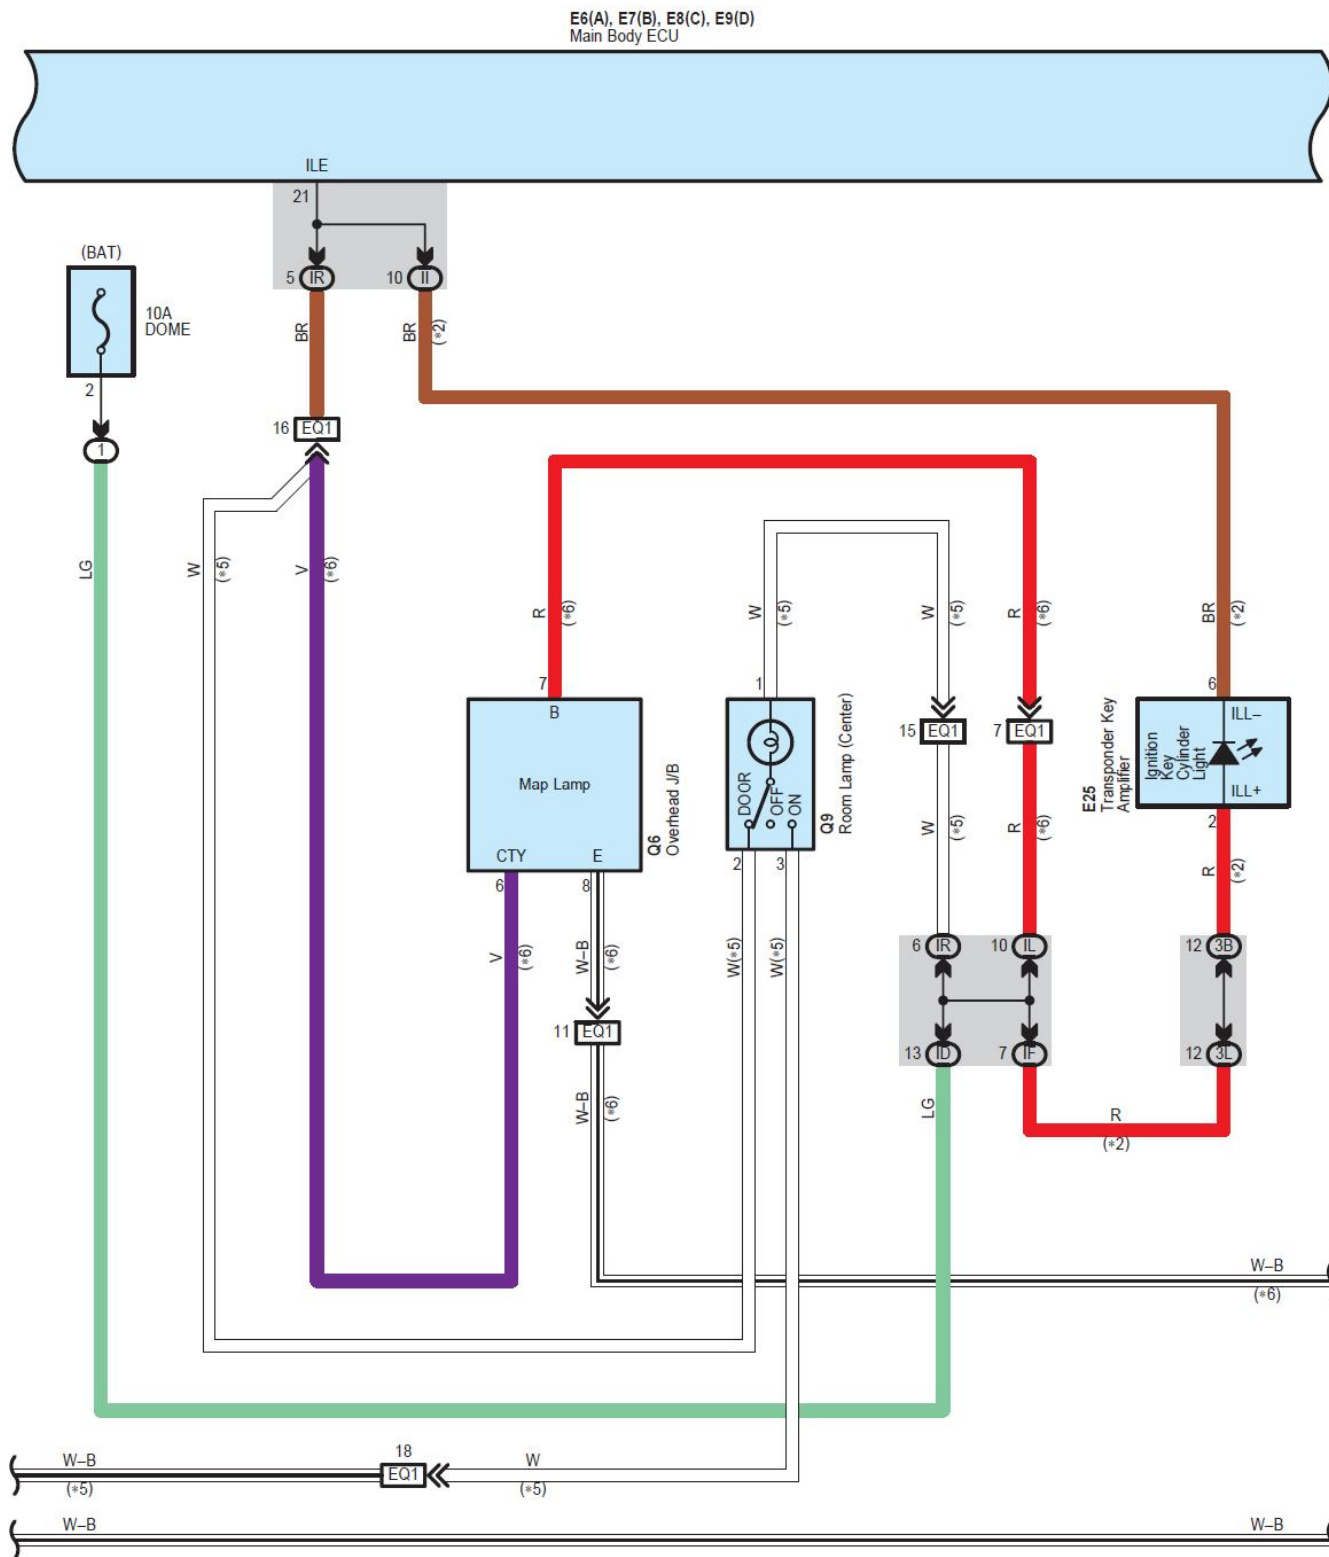 E6(A), E7(B), E8(C), E9(D)
Main Body ECU
ILE
21
(BAT)
5 IR
10 II
10A
DOME
BR
BR
(*2)
2
1
16 EQ1
LG
W
(*5)
V
(*6)
R
(*6)
W
(*5)
W
(*5)
R
(*6)
BR
(*2)
7
1
6
B
Map Lamp
CTY
E
Q6
Overhead J/B
DOOR
OFF
ON
Q9
Room Lamp (Center)
15 EQ1
7 EQ1
E25
Transponder Key
Amplifier
Ignition
Key
Cylinder
Light
ILL–
ILL+
6
8
2
3
2
W
(*5)
R
(*6)
R
(*2)
V
(*6)
W–B
(*6)
W(*5)
W(*5)
6 IR
10 IL
12 3B
11 EQ1
13 ID
7 IF
12 3L
W–B
(*6)
LG
R
(*2)
W–B
(*6)
18
W–B
(*5)
EQ1
W
(*5)
W–B
W–B